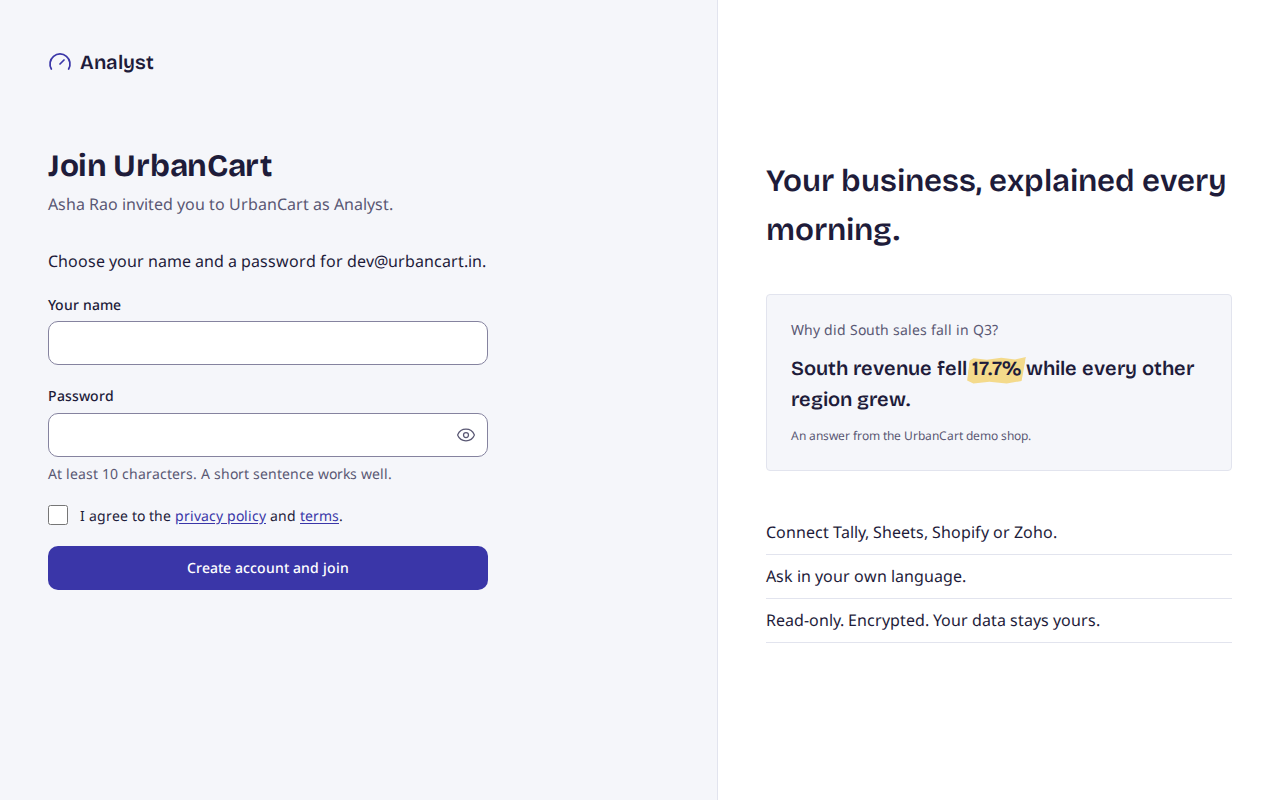 Analyst
Join UrbanCart
Asha Rao invited you to UrbanCart as Analyst.
Choose your name and a password for dev@urbancart.in.
Your name
Password
At least 10 characters. A short sentence works well.
I agree to the privacy policy and terms.
Create account and join
Your business, explained every
morning.
Why did South sales fall in Q3?
South revenue fell 17.7% while every other
region grew.
An answer from the UrbanCart demo shop.
Connect Tally, Sheets, Shopify or Zoho.
Ask in your own language.
Read-only. Encrypted. Your data stays yours.